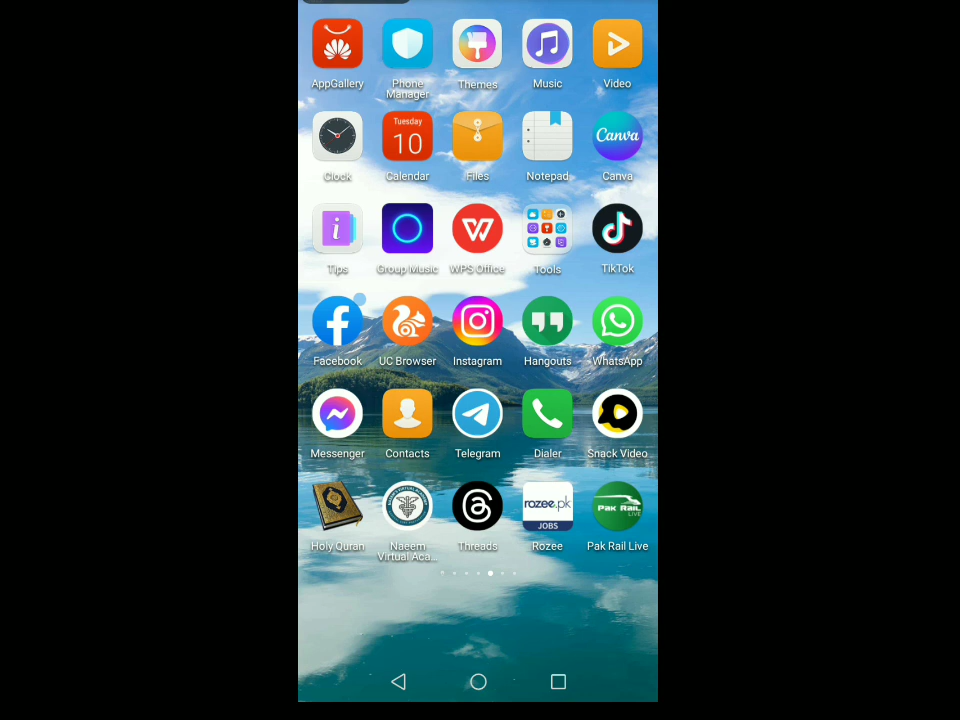 AppGallery
Phone
Manager
Themes
Music
Video
Tuesday
10
Canva
Clock
Calendar
Files
Notepad
Canva
Tips
Group Music
WPS Office
Tools
TikTok
Facebook
UC Browser
Instagram
Hangouts
WhatsApp
Messenger
Contacts
Telegram
Dialer
Snack Video
rozee.pk
JOBS
PAK RAIL
LIVE
Holy Quran
Naeem
Virtual Aca...
Threads
Rozee
Pak Rail Live